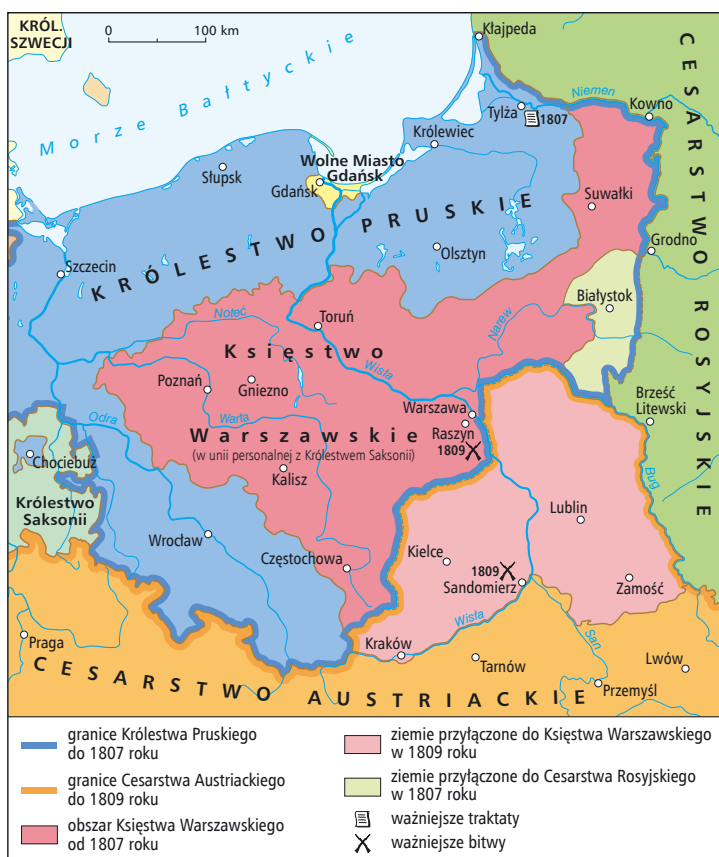 KRÓL.
SZWECJI
0 100 km
Morze Bałtyckie
Kłajpeda
Niemen
Tylża
1807
Kowno
CESARSTWO ROSYJSKIE
Królewiec
Wolne Miasto
Gdańsk
Gdańsk
Słupsk
Suwałki
KRÓLESTWO PRUSKIE
Olsztyn
Grodno
Szczecin
Białystok
Noteć
Toruń
Narew
Księstwo
Wisła
Poznań
Gniezno
Warszawa
Brześć
Litewski
Odra
Warta
Raszyn
Warszawskie
1809
(w unii personalnej z Królestwem Saksonii)
Chociebuż
Kalisz
Bug
Królestwo
Saksonii
Lublin
Wrocław
Częstochowa
Kielce
1809
Sandomierz
Zamość
Wisła
Praga
Kraków
San
Tarnów
Lwów
CESARSTWO AUSTRIACKIE
Przemyśl
granice Królestwa Pruskiego
do 1807 roku
granice Cesarstwa Austriackiego
do 1809 roku
obszar Księstwa Warszawskiego
od 1807 roku
ziemie przyłączone do Księstwa Warszawskiego
w 1809 roku
ziemie przyłączone do Cesarstwa Rosyjskiego
w 1807 roku
ważniejsze traktaty
ważniejsze bitwy